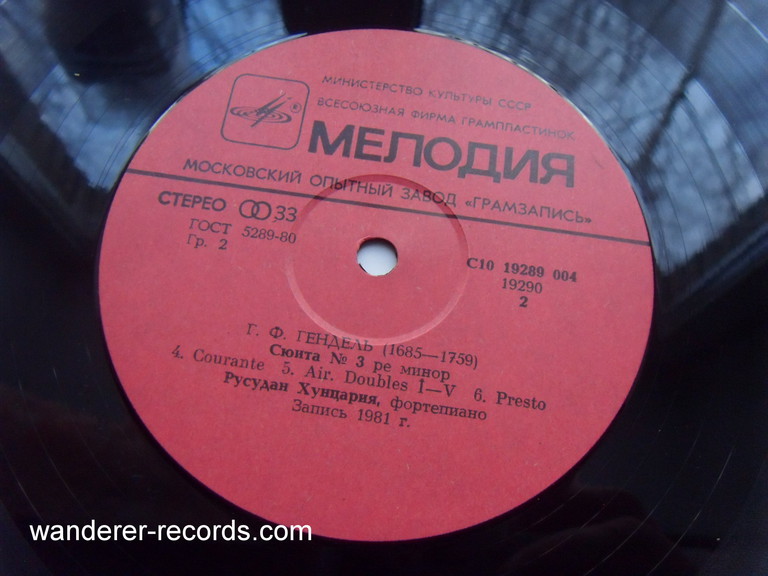 МИНИСТЕРСТВО КУЛЬТУРЫ СССР
ВСЕСОЮЗНАЯ ФИРМА ГРАМПЛАСТИНОК
МЕЛОДИЯ
МОСКОВСКИЙ ОПЫТНЫЙ ЗАВОД «ГРАМЗАПИСЬ»
СТЕРЕО 33
ГОСТ 5289-80
Гр. 2
С10 19289 004
19290
2
Г. Ф. ГЕНДЕЛЬ (1685—1759)
Сюита № 3 ре минор
4. Courante 5. Air. Doubles I—V 6. Presto
Русудан Хунцария, фортепиано
Запись 1981 г.
wanderer-records.com